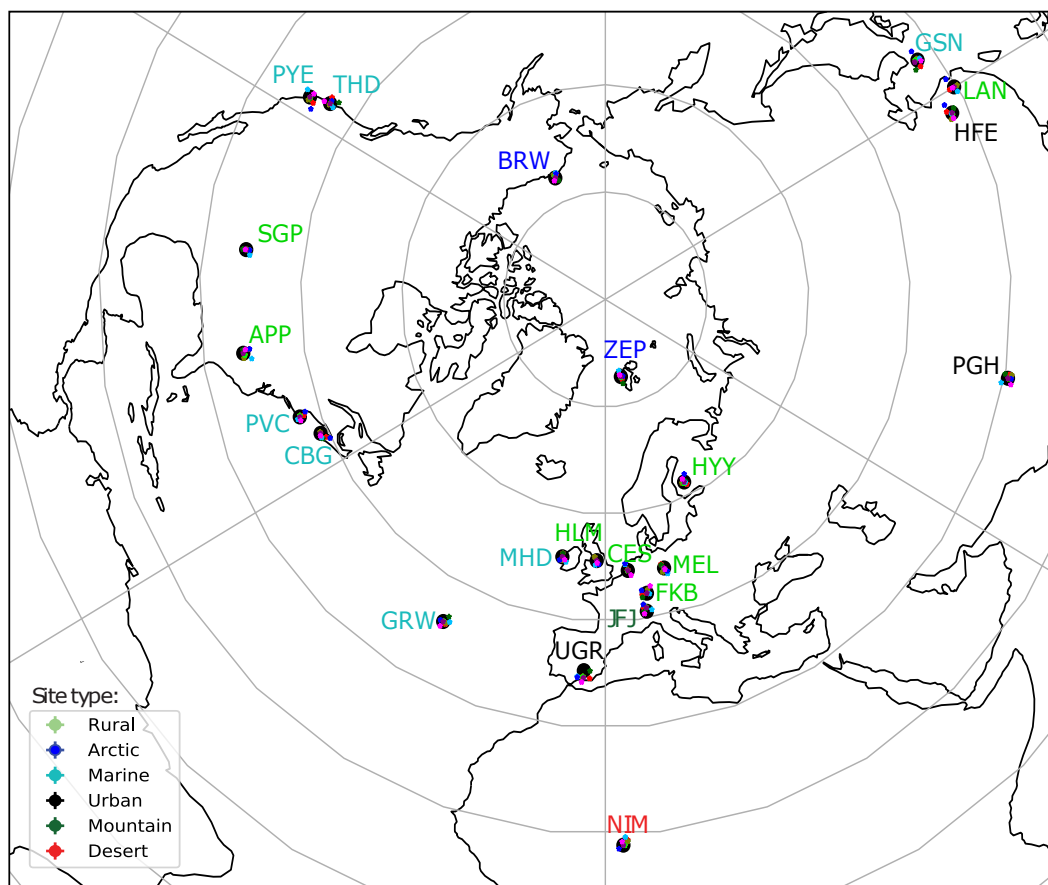 GSN
PYE
THD
LAN
HFE
BRW
SGP
APP
ZEP
PGH
PVC
CBG
HYY
HLM
MHD
CES
MEL
FKB
GRW
JFJ
UGR
Site type:
Rural
Arctic
Marine
Urban
Mountain
Desert
NIM